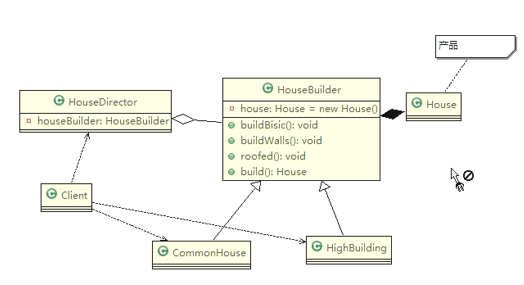 产品
HouseDirector
houseBuilder: HouseBuilder
HouseBuilder
house: House = new House()
buildBisic(): void
buildWalls(): void
roofed(): void
build(): House
House
Client
CommonHouse
HighBuilding